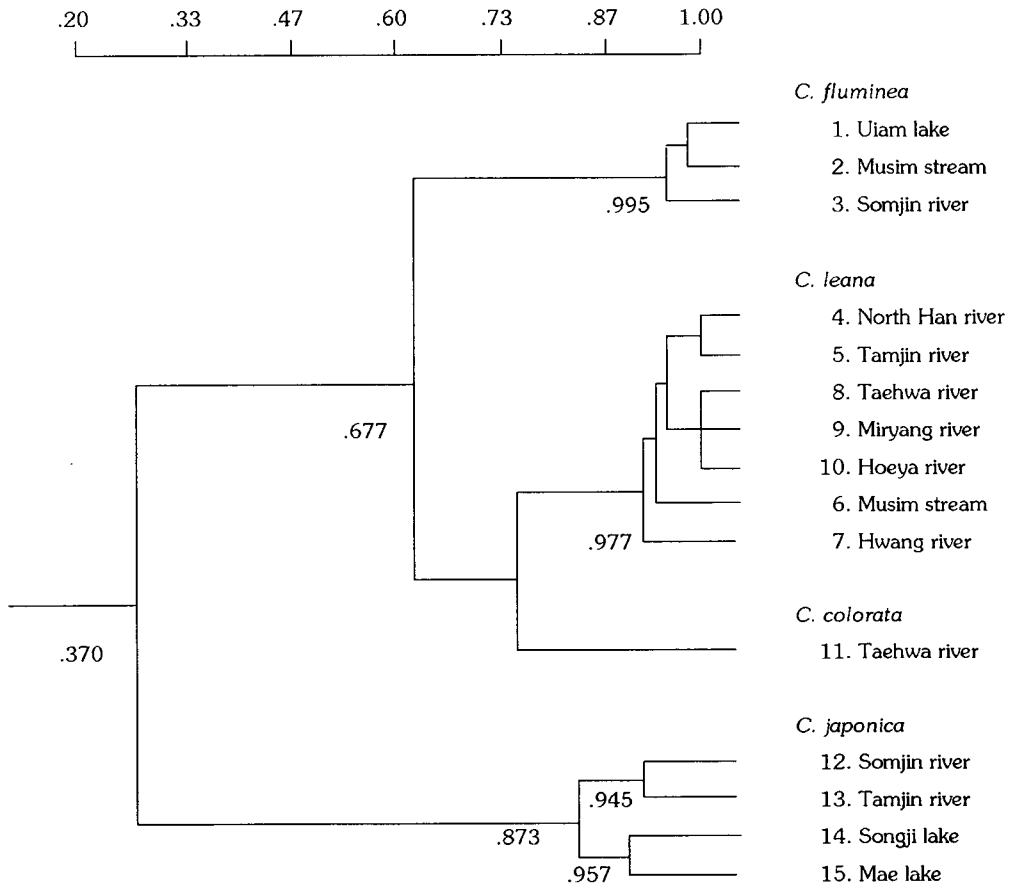 .20 .33 .47 .60 .73 .87 1.00
C. fluminea
1. Uiam lake
2. Musim stream
.995 3. Somjin river
C. leana
4. North Han river
5. Tamjin river
8. Taehwa river
.677 9. Miryang river
10. Hoeya river
6. Musim stream
.977 7. Hwang river
C. colorata
.370 11. Taehwa river
C. japonica
12. Somjin river
.945 13. Tamjin river
.873 14. Songji lake
.957 15. Mae lake